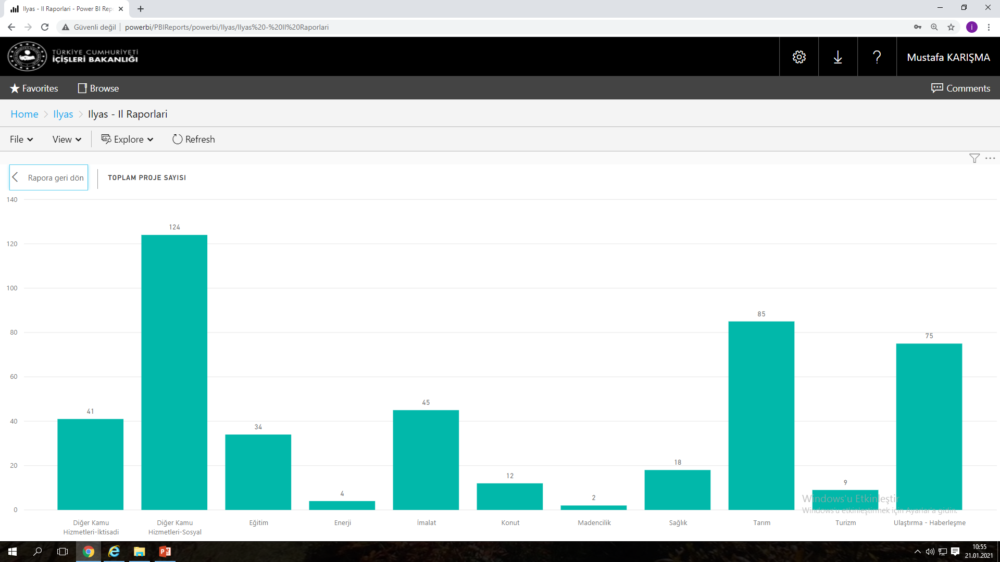 Ilyas - Il Raporlari - Power BI Rep
Güvenli değil
powerbi/PBIReports/powerbi/Ilyas/Ilyas%20-%20Il%20Raporlari
i
TÜRKİYE CUMHURİYETİ
İÇİŞLERİ BAKANLIĞI
?
Mustafa KARIŞMA
Favorites
Browse
Comments
Home
Ilyas
Ilyas - Il Raporlari
File
View
Explore
Refresh
Rapora geri dön
TOPLAM PROJE SAYISI
140
120
100
80
60
40
20
0
41
124
34
4
45
12
2
18
85
9
75
Diğer Kamu
Hizmetleri-İktisadi
Diğer Kamu
Hizmetleri-Sosyal
Eğitim
Enerji
İmalat
Konut
Madencilik
Sağlık
Tarım
Turizm
Ulaştırma - Haberleşme
Windows'u Etkinleştir
Windows'u etkinleştirmek için Ayarlar'a gidin.
10:55
21.01.2021